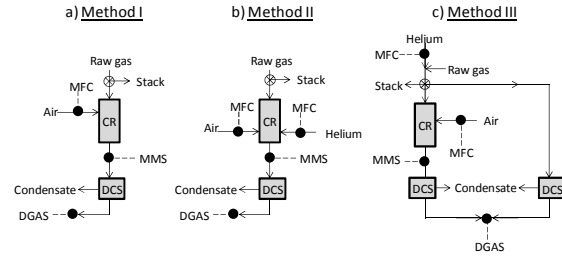 a) Method I
Raw gas
Stack
MFC
Air
CR
MMS
Condensate
DCS
DGAS
b) Method II
Raw gas
Stack
MFC
MFC
Air
CR
Helium
MMS
Condensate
DCS
DGAS
c) Method III
Helium
MFC
Raw gas
Stack
CR
Air
MFC
MMS
DCS
Condensate
DCS
DGAS